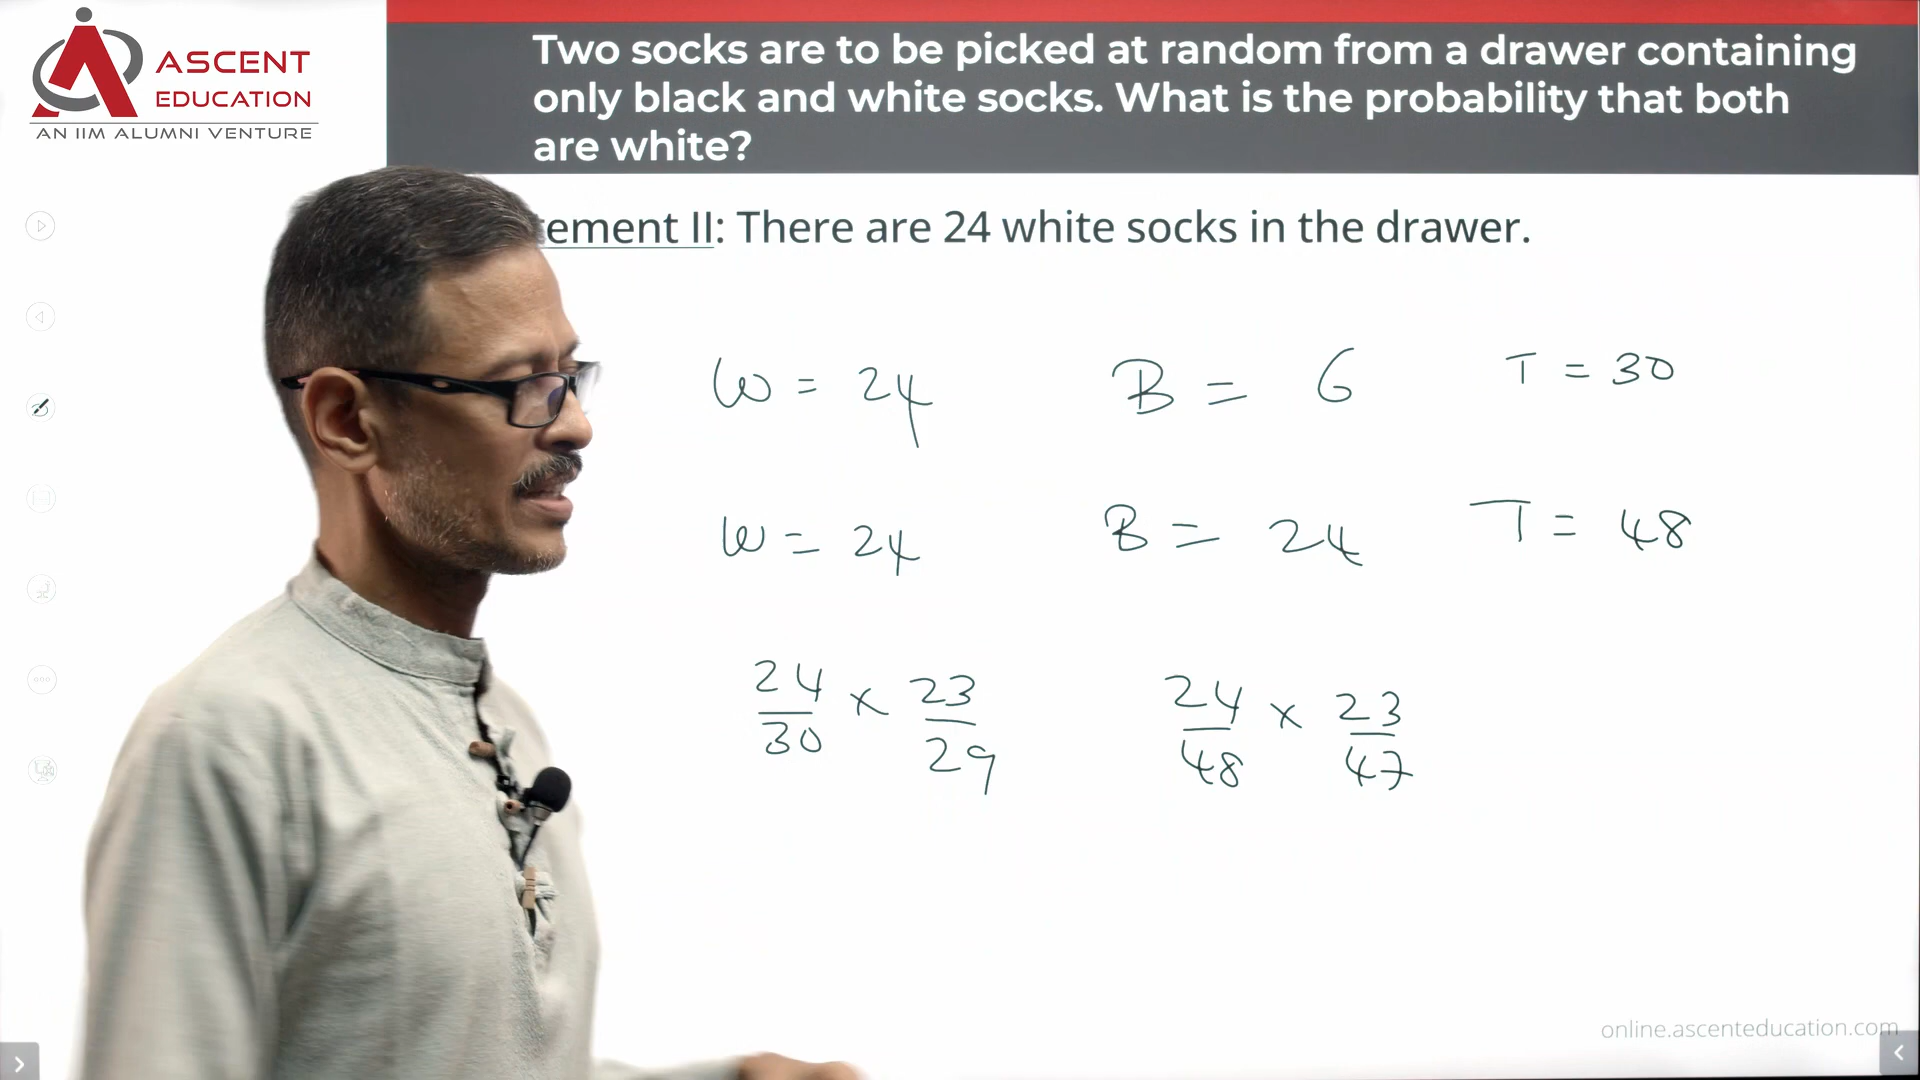 ASCENT
EDUCATION
AN IIM ALUMNI VENTURE
Two socks are to be picked at random from a drawer containing
only black and white socks. What is the probability that both
are white?
tement II: There are 24 white socks in the drawer.
W = 24 B = 6 T = 30
W = 24 B = 24 T = 48
24/30 x 23/29 24/48 x 23/47
online.ascenteducation.com